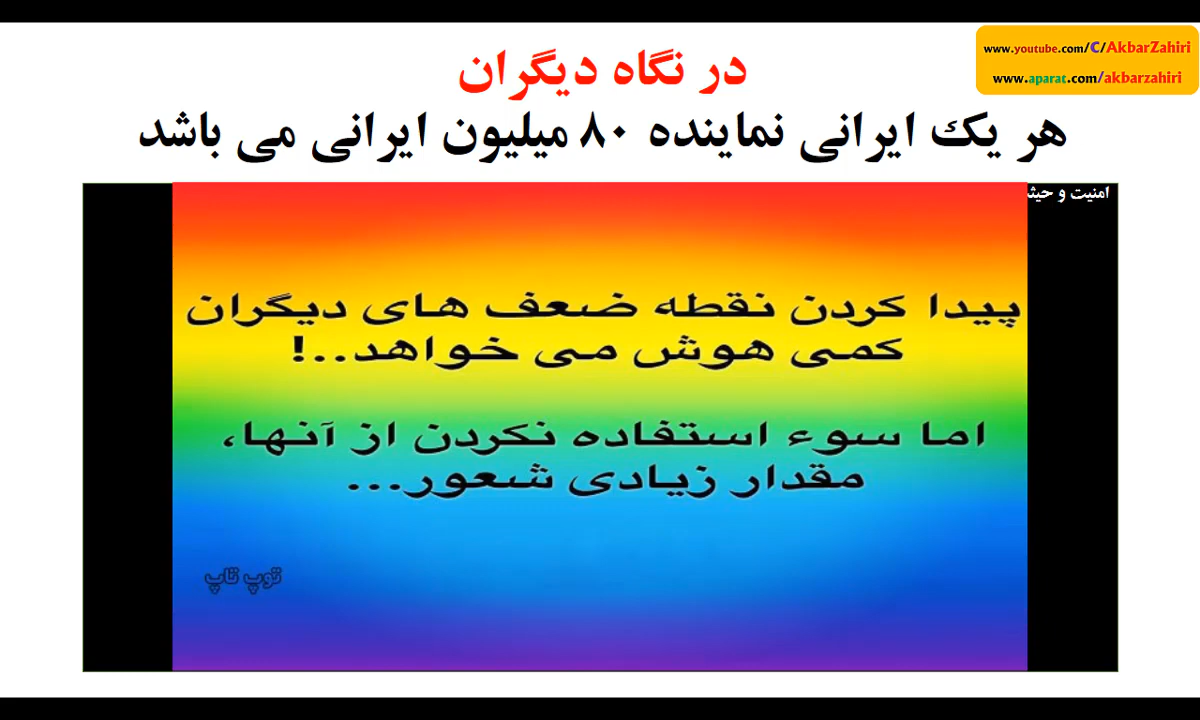 www.youtube.com/C/AkbarZahiri
www.aparat.com/akbarzahiri
در نگاه دیگران
هر یک ایرانی نماینده ۸۰ میلیون ایرانی می باشد
امنیت و حیث
پیدا کردن نقطه ضعف های دیگران
کمی هوش می خواهد..!
اما سوء استفاده نکردن از آنها،
مقدار زیادی شعور...
توپ تاپ